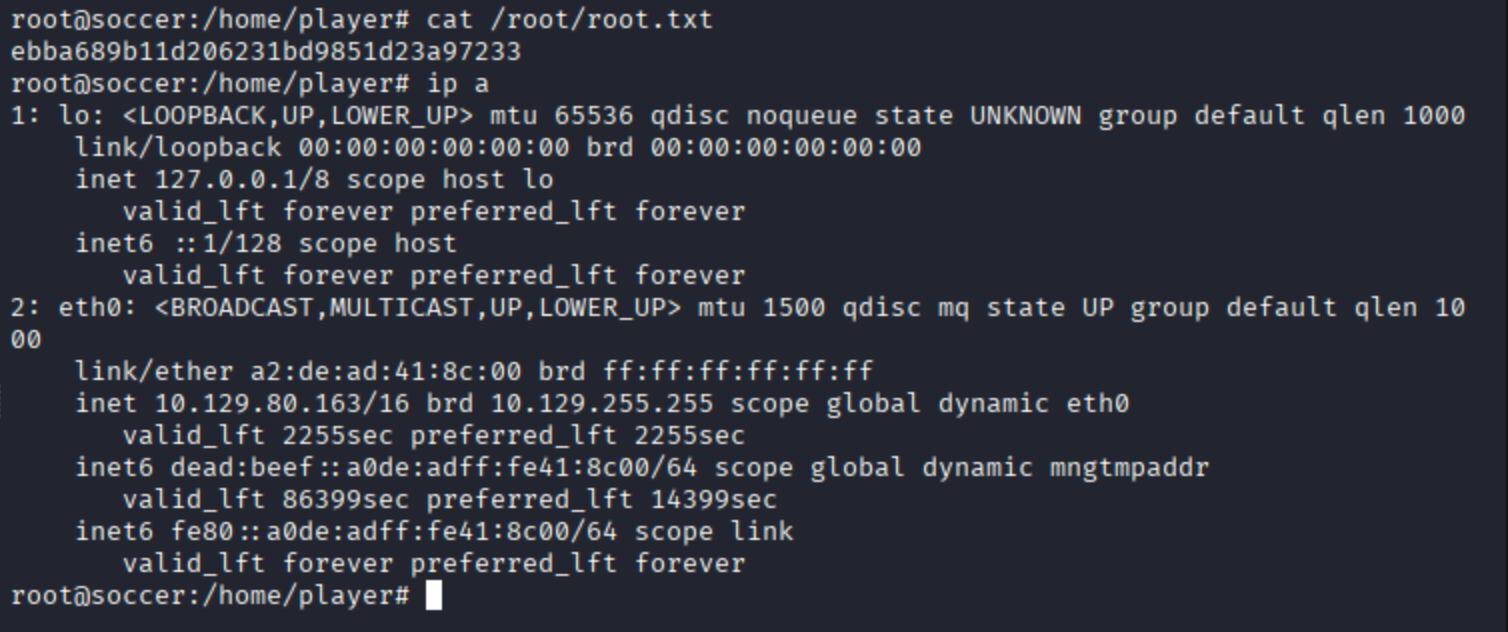 root@soccer:/home/player# cat /root/root.txt
ebba689b11d206231bd9851d23a97233
root@soccer:/home/player# ip a
1: lo: <LOOPBACK,UP,LOWER_UP> mtu 65536 qdisc noqueue state UNKNOWN group default qlen 1000
    link/loopback 00:00:00:00:00:00 brd 00:00:00:00:00:00
    inet 127.0.0.1/8 scope host lo
       valid_lft forever preferred_lft forever
    inet6 ::1/128 scope host
       valid_lft forever preferred_lft forever
2: eth0: <BROADCAST,MULTICAST,UP,LOWER_UP> mtu 1500 qdisc mq state UP group default qlen 10
00
    link/ether a2:de:ad:41:8c:00 brd ff:ff:ff:ff:ff:ff
    inet 10.129.80.163/16 brd 10.129.255.255 scope global dynamic eth0
       valid_lft 2255sec preferred_lft 2255sec
    inet6 dead:beef::a0de:adff:fe41:8c00/64 scope global dynamic mngtmpaddr
       valid_lft 86399sec preferred_lft 14399sec
    inet6 fe80::a0de:adff:fe41:8c00/64 scope link
       valid_lft forever preferred_lft forever
root@soccer:/home/player#